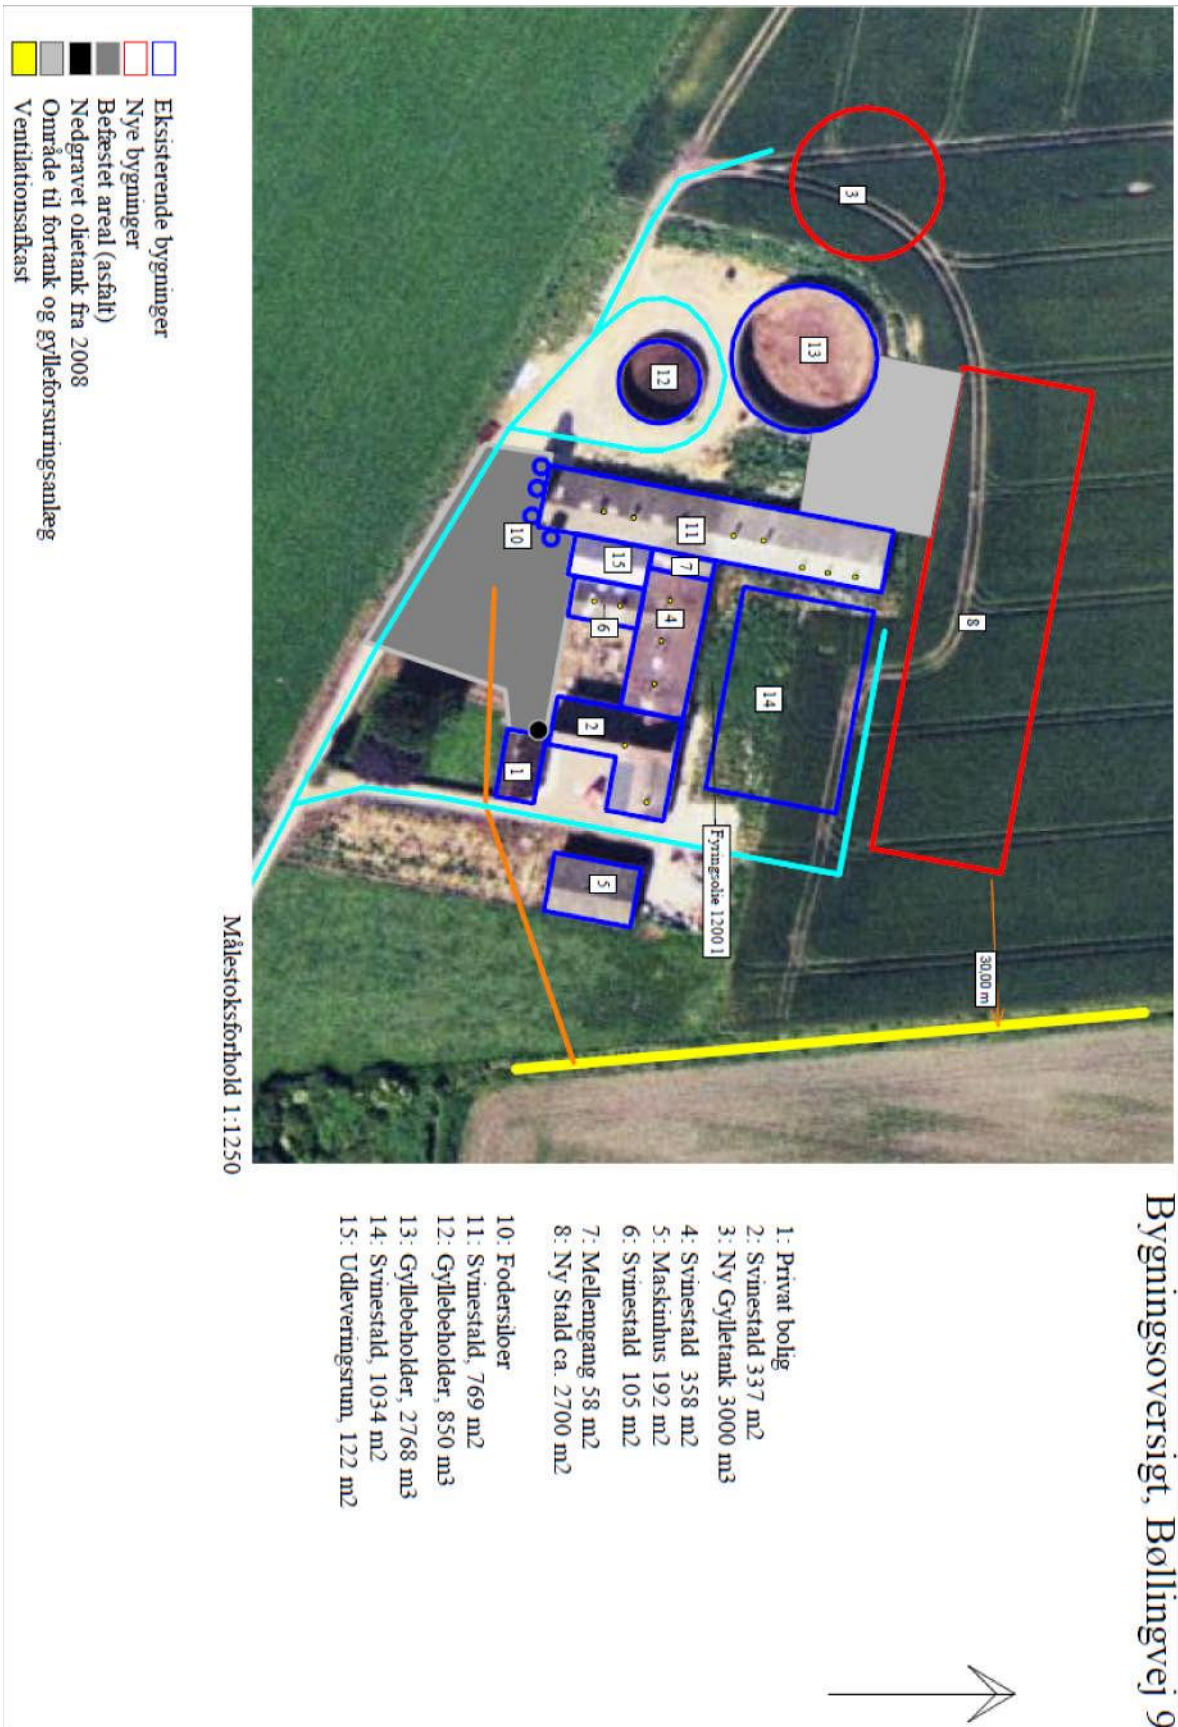 Bygningsoversigt, Bøllingvej 9
1: Privat bolig
2: Svinestald 337 m2
3: Ny Gylletank 3000 m3
4: Svinestald 358 m2
5: Maskinhus 192 m2
6: Svinestald 105 m2
7: Mellemgang 58 m2
8: Ny Stald ca. 2700 m2
10: Fodersiloer
11: Svinestald, 769 m2
12: Gyllebeholder, 850 m3
13: Gyllebeholder, 2768 m3
14: Svinestald, 1034 m2
15: Udleveringsrum, 122 m2
3
13
12
8
30,00 m
11
7
15
10
4
6
14
2
1
Fyringsolie 1200 l
5
Målestoksforhold 1:1250
Eksisterende bygninger
Nye bygninger
Befæstet areal (asfalt)
Nedgravet olietank fra 2008
Område til fortank og gylleforsuringsanlæg
Ventilationsafkast